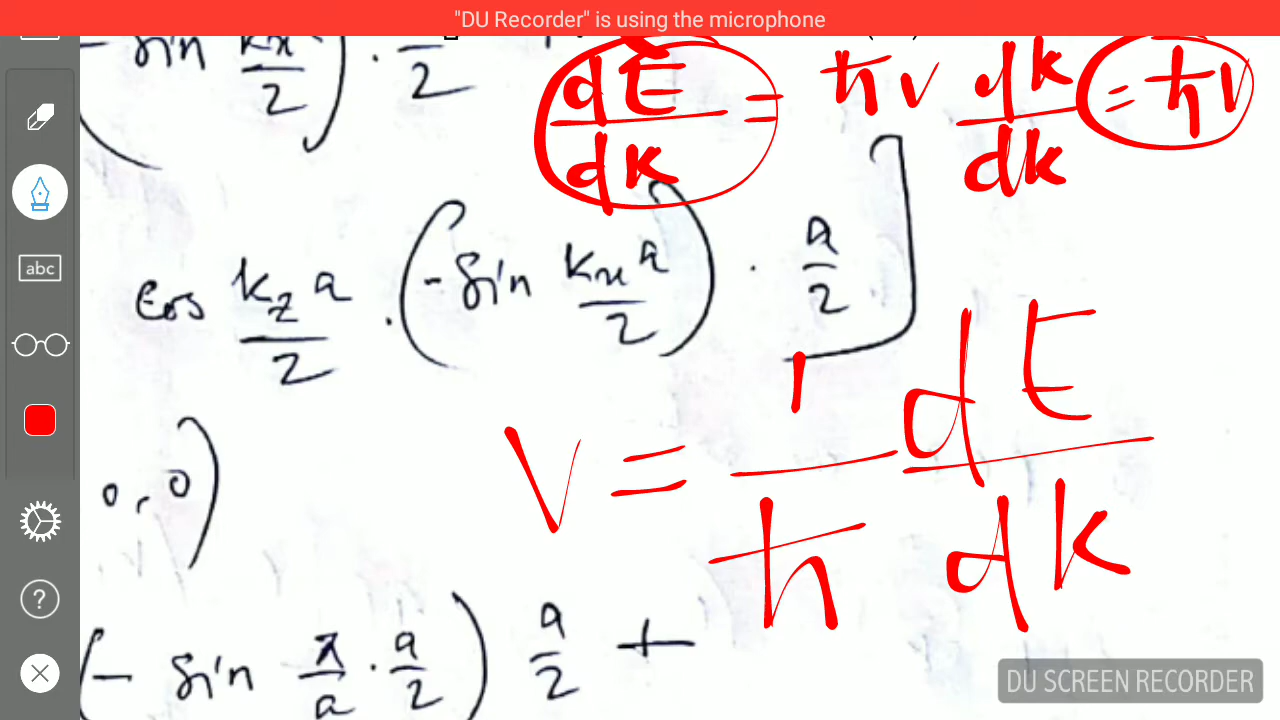 "DU Recorder" is using the microphone
- sin kx/2) . /2
dE/dk = ħv dk/dk = ħv
cos kz a/2 . (- sin kx a/2) . a/2]
abc
v = 1/ħ dE/dk
0, 0)
(- sin π/a . a/2) a/2 +
?
DU SCREEN RECORDER